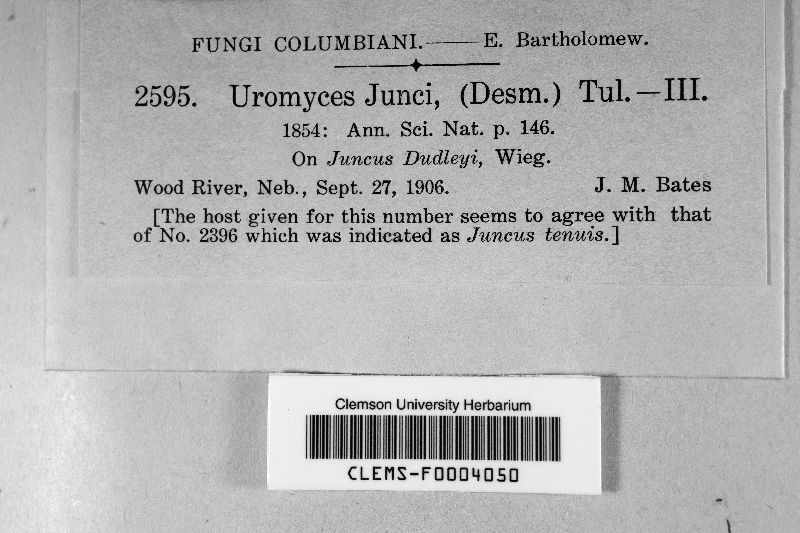 FUNGI COLUMBIANI.—E. Bartholomew.
2595. Uromyces Junci, (Desm.) Tul.—III.
1854: Ann. Sci. Nat. p. 146.
On Juncus Dudleyi, Wieg.
Wood River, Neb., Sept. 27, 1906. J. M. Bates
[The host given for this number seems to agree with that
of No. 2396 which was indicated as Juncus tenuis.]
Clemson University Herbarium
CLEMS-F0004050